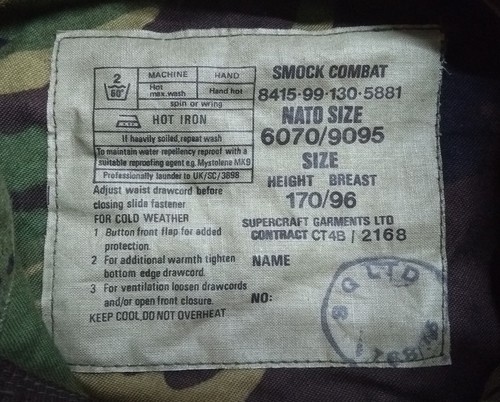 2 60°
MACHINE HAND
Hot max.wash Hand hot
spin or wring
HOT IRON
If heavily soiled, repeat wash
To maintain water repellency reproof with a
suitable reproofing agent e.g. Mystolene MK9
Professionally launder to UK/SC/3898
Adjust waist drawcord before
closing slide fastener
FOR COLD WEATHER
1 Button front flap for added
protection.
2 For additional warmth tighten
bottom edge drawcord.
3 For ventilation loosen drawcords
and/or open front closure.
KEEP COOL,DO NOT OVERHEAT
SMOCK COMBAT
8415·99·130·5881
NATO SIZE
6070/9095
SIZE
HEIGHT BREAST
170/96
SUPERCRAFT GARMENTS LTD
CONTRACT CT4B / 2168
NAME
NO:
S G LTD